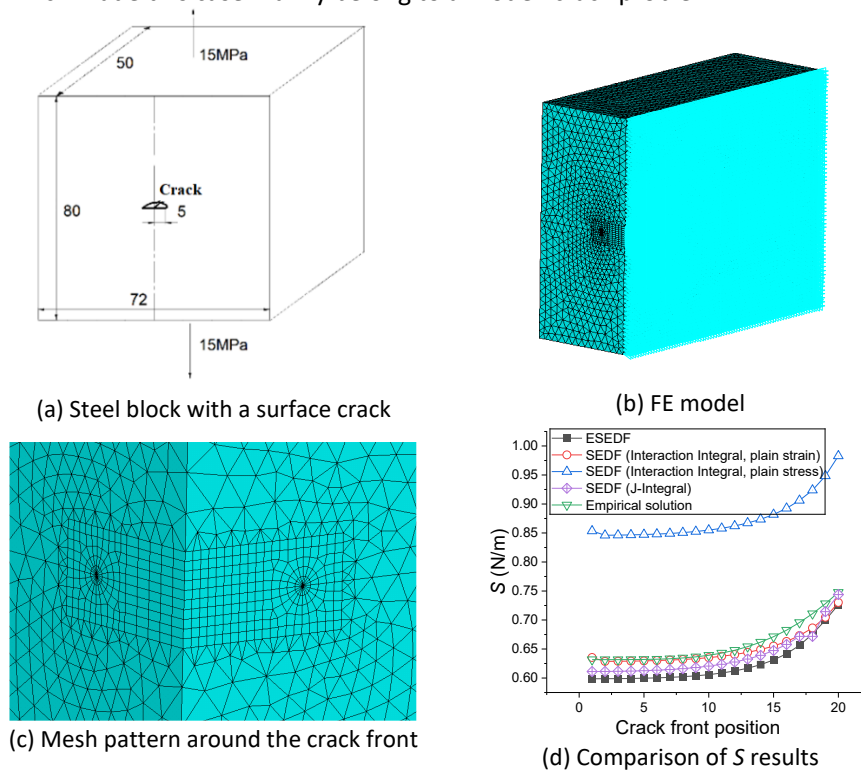 50
15MPa
Crack
5
80
72
15MPa
(a) Steel block with a surface crack
(b) FE model
(c) Mesh pattern around the crack front
ESEDF
SEDF (Interaction Integral, plain strain)
SEDF (Interaction Integral, plain stress)
SEDF (J-Integral)
Empirical solution
1.00
0.95
0.90
0.85
0.80
0.75
0.70
0.65
0.60
S (N/m)
0 5 10 15 20
Crack front position
(d) Comparison of S results